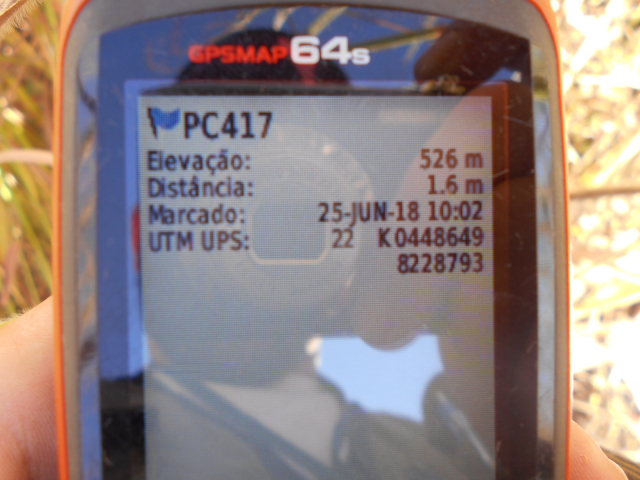 GPSMAP 64s
PC417
Elevação: 526 m
Distância: 1.6 m
Marcado: 25-JUN-18 10:02
UTM UPS: 22 K 0448649
8228793